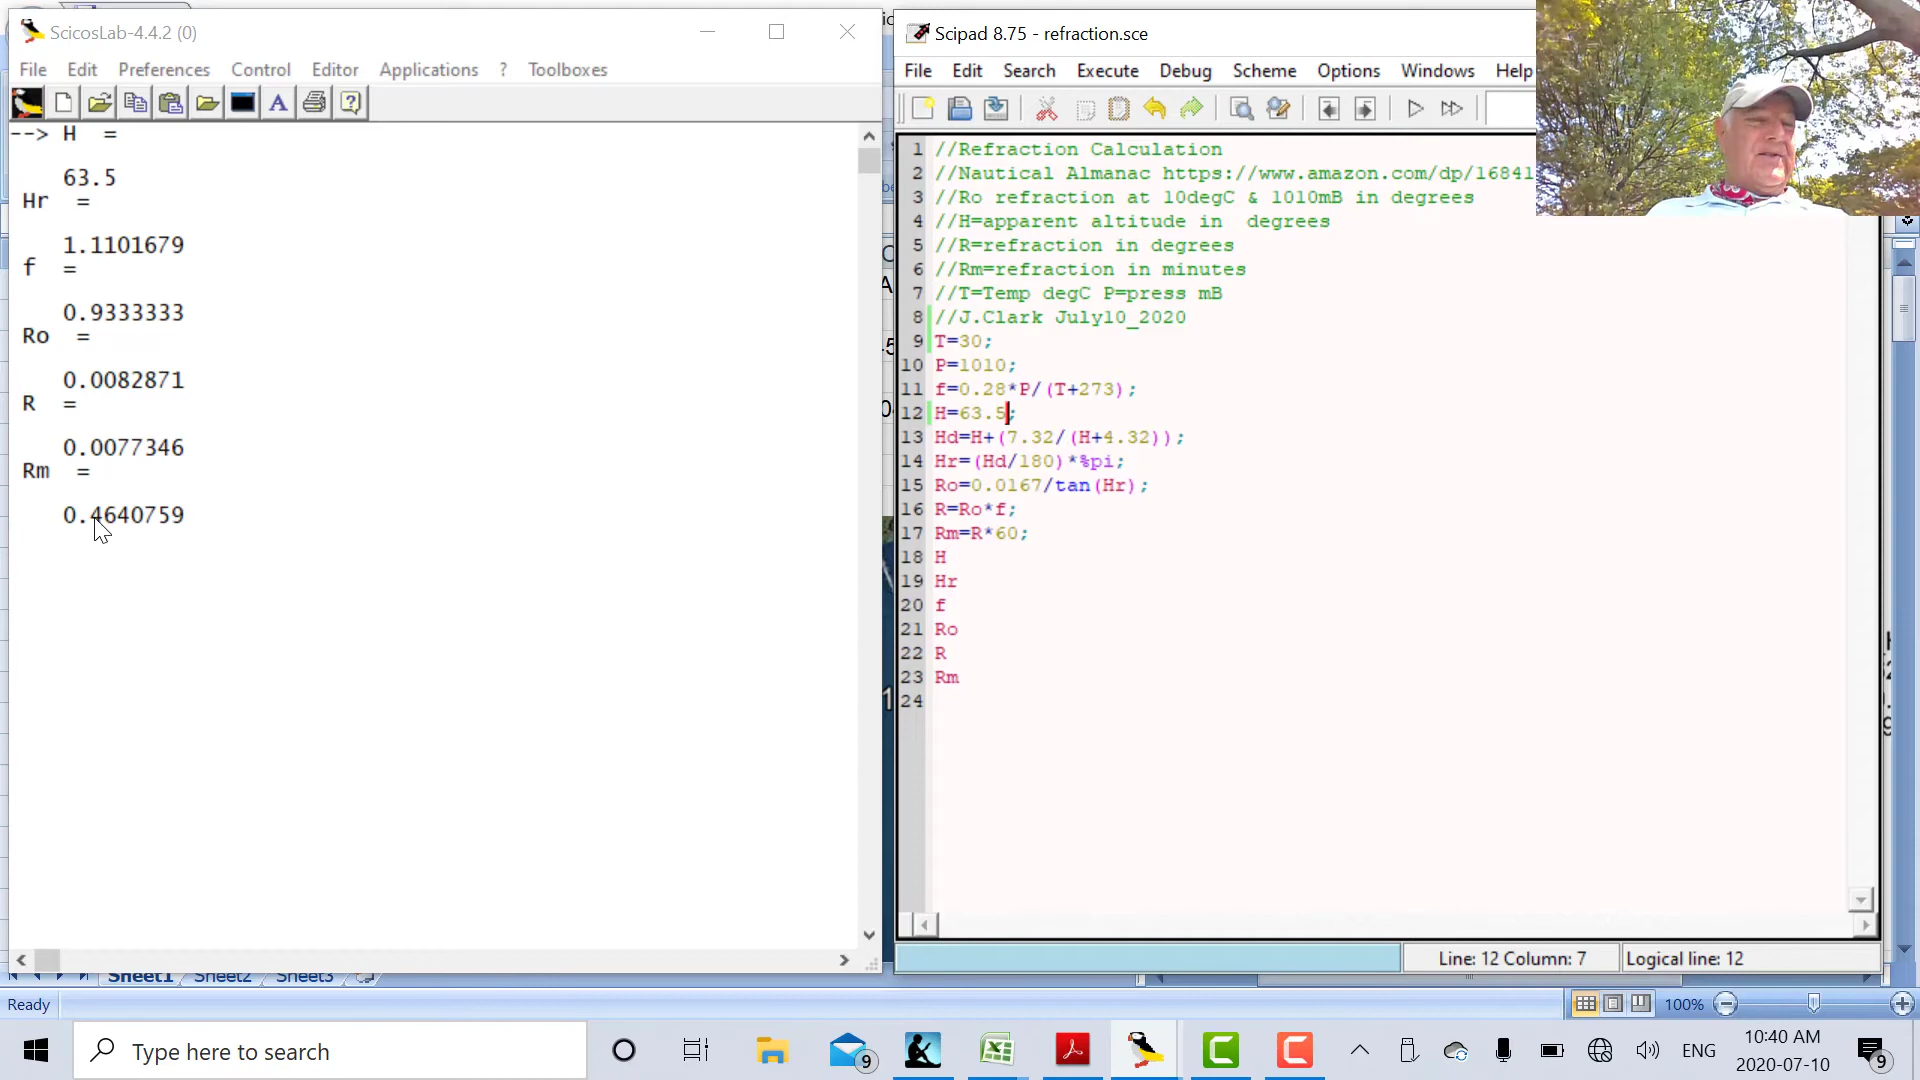 ScicosLab-4.4.2 (0)
File Edit Preferences Control Editor Applications ? Toolboxes
--> H =
63.5
Hr =
1.1101679
f =
0.9333333
Ro =
0.0082871
R =
0.0077346
Rm =
0.4640759
Scipad 8.75 - refraction.sce
File Edit Search Execute Debug Scheme Options Windows Help
1 //Refraction Calculation
2 //Nautical Almanac https://www.amazon.com/dp/16841
3 //Ro refraction at 10degC & 1010mB in degrees
4 //H=apparent altitude in degrees
5 //R=refraction in degrees
6 //Rm=refraction in minutes
7 //T=Temp degC P=press mB
8 //J.Clark July10_2020
9 T=30;
10 P=1010;
11 f=0.28*P/(T+273);
12 H=63.5;
13 Hd=H+(7.32/(H+4.32));
14 Hr=(Hd/180)*%pi;
15 Ro=0.0167/tan(Hr);
16 R=Ro*f;
17 Rm=R*60;
18 H
19 Hr
20 f
21 Ro
22 R
23 Rm
24
Line: 12 Column: 7 Logical line: 12
Sheet1 Sheet2 Sheet3
Ready 100%
Type here to search
9
ENG
10:40 AM
2020-07-10
9